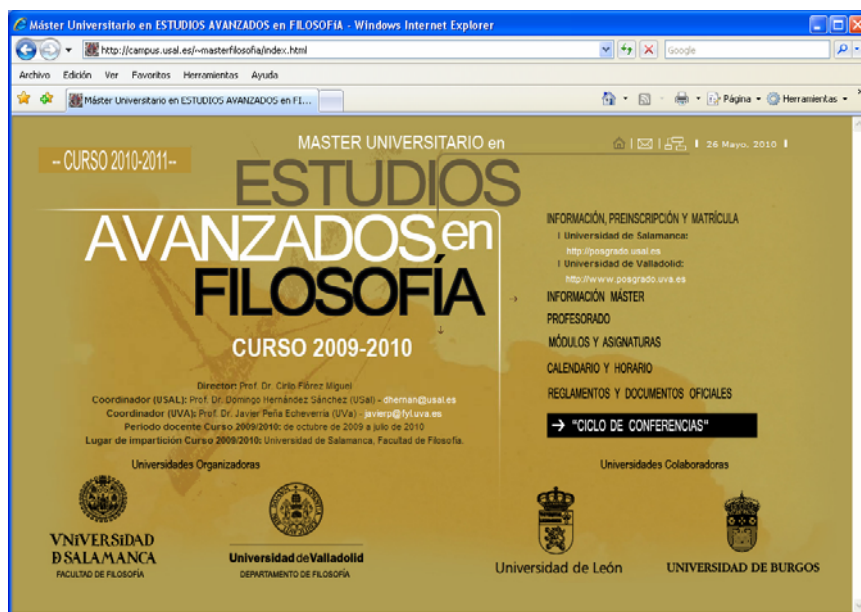 Máster Universitario en ESTUDIOS AVANZADOS en FILOSOFíA - Windows Internet Explorer
http://campus.usal.es/~masterfilosofia/index.html
Google
Archivo Edición Ver Favoritos Herramientas Ayuda
Máster Universitario en ESTUDIOS AVANZADOS en FI...
Página
Herramientas
-- CURSO 2010-2011--
MASTER UNIVERSITARIO en
ESTUDIOS
AVANZADOS en
FILOSOFÍA
CURSO 2009-2010
26 Mayo, 2010
Director: Prof. Dr. Cirilo Flórez Miguel
Coordinador (USAL): Prof. Dr. Domingo Hernández Sánchez (USal) - dhernan@usal.es
Coordinador (UVA): Prof. Dr. Javier Peña Echeverría (UVa) - javierp@fyl.uva.es
Periodo docente Curso 2009/2010: de octubre de 2009 a julio de 2010
Lugar de impartición Curso 2009/2010: Universidad de Salamanca, Facultad de Filosofía.
INFORMACIÓN, PREINSCRIPCIÓN Y MATRÍCULA
Universidad de Salamanca:
http://posgrado.usal.es
Universidad de Valladolid:
http://www.posgrado.uva.es
INFORMACIÓN MÁSTER
PROFESORADO
MÓDULOS Y ASIGNATURAS
CALENDARIO Y HORARIO
REGLAMENTOS Y DOCUMENTOS OFICIALES
"CICLO DE CONFERENCIAS"
Universidades Organizadoras
VNiVERSiDAD
D SALAMANCA
FACULTAD DE FILOSOFÍA
Universidad de Valladolid
DEPARTAMENTO DE FILOSOFÍA
Universidades Colaboradoras
Universidad de León
UNIVERSIDAD DE BURGOS